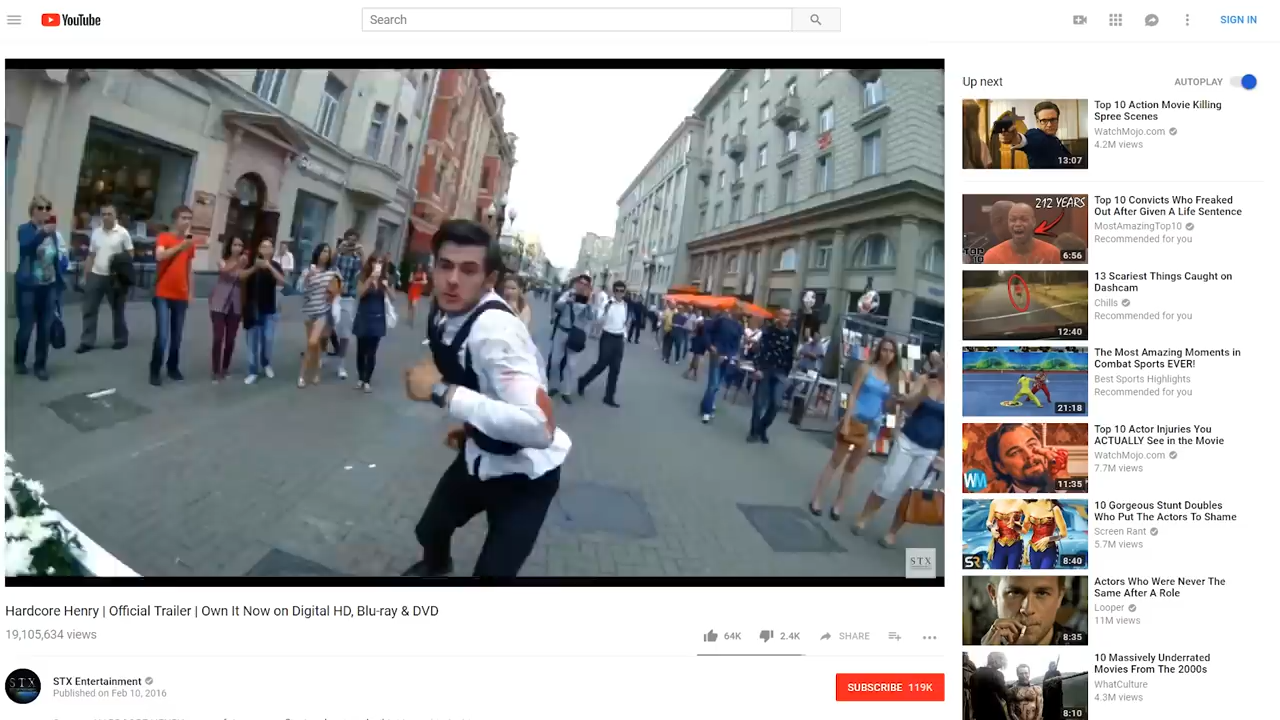 YouTube
Search
SIGN IN
STX
Hardcore Henry | Official Trailer | Own It Now on Digital HD, Blu-ray & DVD
19,105,634 views
64K
2.4K
SHARE
STX
STX Entertainment
Published on Feb 10, 2016
SUBSCRIBE 119K
Up next
AUTOPLAY
13:07
Top 10 Action Movie Killing
Spree Scenes
WatchMojo.com
4.2M views
212 YEARS
TOP
10
6:56
Top 10 Convicts Who Freaked
Out After Given A Life Sentence
MostAmazingTop10
Recommended for you
12:40
13 Scariest Things Caught on
Dashcam
Chills
Recommended for you
21:18
The Most Amazing Moments in
Combat Sports EVER!
Best Sports Highlights
Recommended for you
WM
11:35
Top 10 Actor Injuries You
ACTUALLY See in the Movie
WatchMojo.com
7.7M views
SR
8:40
10 Gorgeous Stunt Doubles
Who Put The Actors To Shame
Screen Rant
5.7M views
8:35
Actors Who Were Never The
Same After A Role
Looper
11M views
8:10
10 Massively Underrated
Movies From The 2000s
WhatCulture
4.3M views